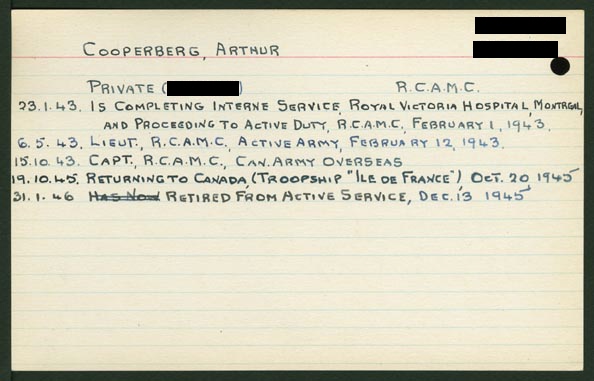 COOPERBERG, ARTHUR
PRIVATE ( ) R.C.A.M.C.
23.1.43. IS COMPLETING INTERNE SERVICE, ROYAL VICTORIA HOSPITAL, MONTREAL,
AND PROCEEDING TO ACTIVE DUTY, R.C.A.M.C, FEBRUARY 1, 1943.
6.5.43. LIEUT., R.C.A.M.C, ACTIVE ARMY, FEBRUARY 12, 1943.
15.10.43. CAPT., R.C.A.M.C., CAN. ARMY OVERSEAS
19.10.45. RETURNING TO CANADA, (TROOPSHIP "ILE DE FRANCE"), OCT. 20, 1945
31.1.46 HAS NOW RETIRED FROM ACTIVE SERVICE, DEC. 13, 1945